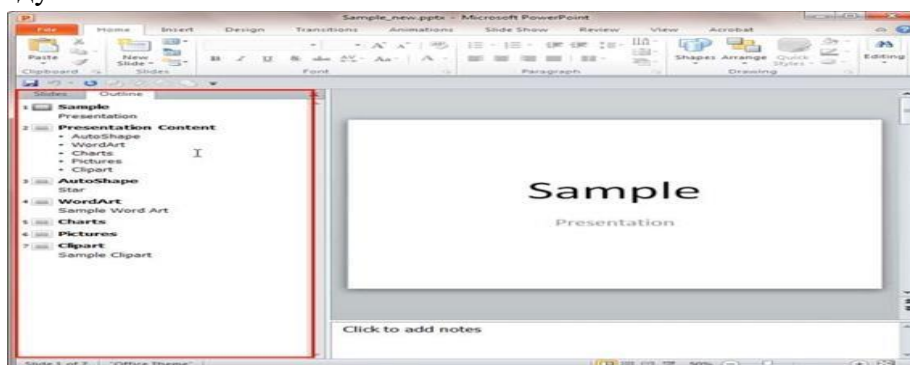 ду
Sample_new.pptx - Microsoft PowerPoint
File Home Insert Design Transitions Animations Slide Show Review View Acrobat
Paste New Slide Shapes Arrange Quick Styles Editing
Clipboard Slides Font Paragraph Drawing
Slides Outline
1 Sample
Presentation
2 Presentation Content
• AutoShape
• WordArt
• Charts
• Pictures
• Clipart
3 AutoShape
Star
4 WordArt
Sample Word Art
5 Charts
6 Pictures
7 Clipart
Sample Clipart
Sample
Presentation
Click to add notes
Slide 1 of 7 "Office Theme" 50%